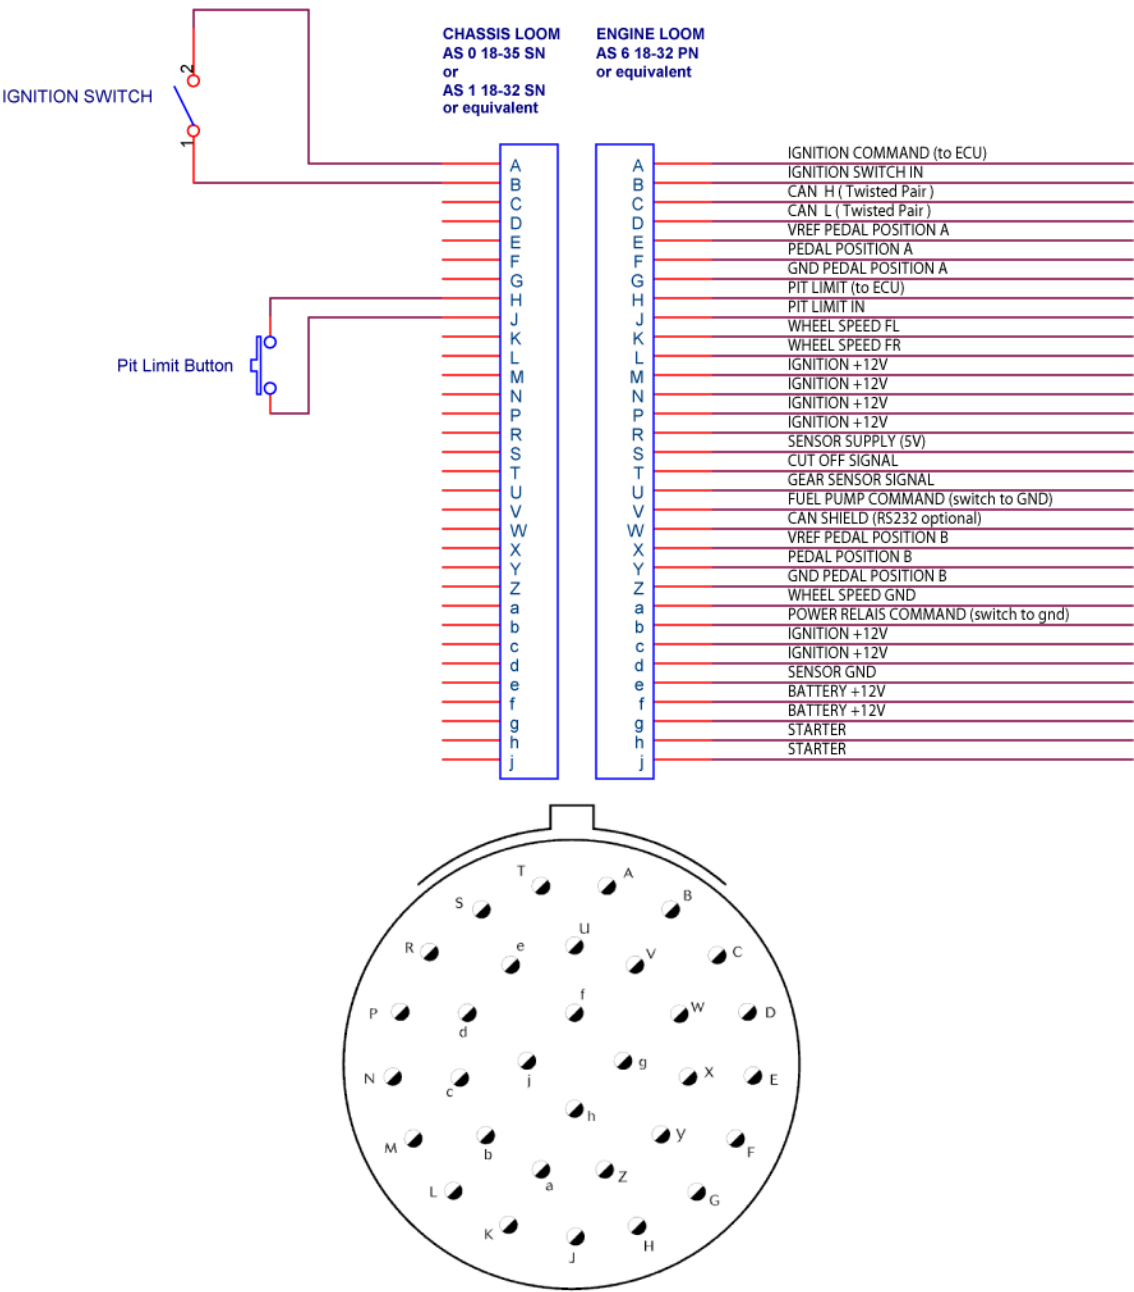 CHASSIS LOOM
AS 0 18-35 SN
or
AS 1 18-32 SN
or equivalent
ENGINE LOOM
AS 6 18-32 PN
or equivalent
2
IGNITION SWITCH
1
Pit Limit Button
A A IGNITION COMMAND (to ECU)
B B IGNITION SWITCH IN
C C CAN H ( Twisted Pair )
D D CAN L ( Twisted Pair )
E E VREF PEDAL POSITION A
F F PEDAL POSITION A
G G GND PEDAL POSITION A
H H PIT LIMIT (to ECU)
J J PIT LIMIT IN
K K WHEEL SPEED FL
L L WHEEL SPEED FR
M M IGNITION +12V
N N IGNITION +12V
P P IGNITION +12V
R R IGNITION +12V
S S SENSOR SUPPLY (5V)
T T CUT OFF SIGNAL
U U GEAR SENSOR SIGNAL
V V FUEL PUMP COMMAND (switch to GND)
W W CAN SHIELD (RS232 optional)
X X VREF PEDAL POSITION B
Y Y PEDAL POSITION B
Z Z GND PEDAL POSITION B
a a WHEEL SPEED GND
b b POWER RELAIS COMMAND (switch to gnd)
c c IGNITION +12V
d d IGNITION +12V
e e SENSOR GND
f f BATTERY +12V
g g BATTERY +12V
h h STARTER
j j STARTER
T A
S B
U
R e V C
f
P d W D
N c j g X E
h
M b y F
L a Z G
K J H